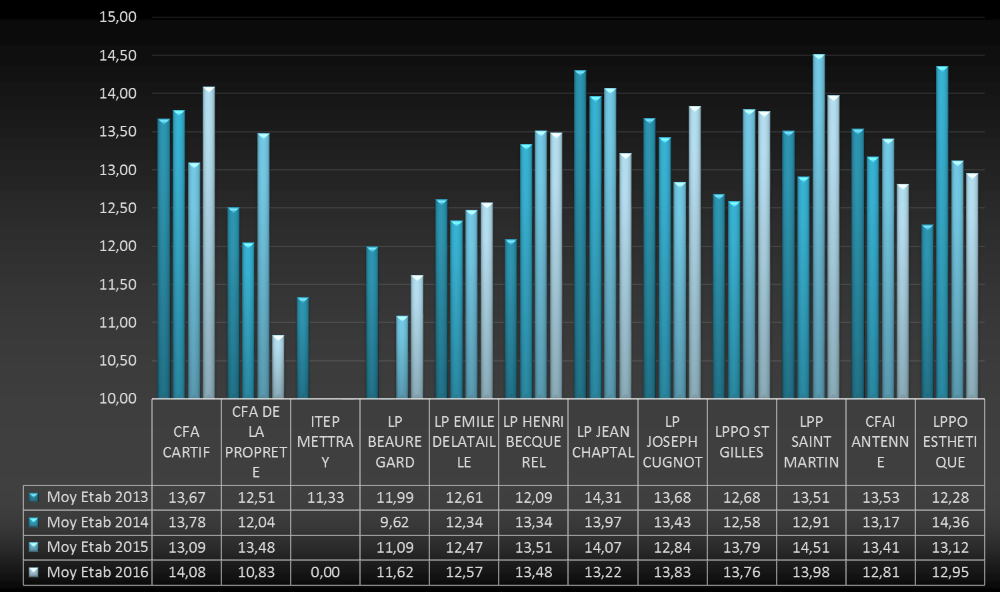 15,00
14,50
14,00
13,50
13,00
12,50
12,00
11,50
11,00
10,50
10,00
CFA
CARTIF
CFA DE
LA
PROPRET
E
ITEP
METTRA
Y
LP
BEAURE
GARD
LP EMILE
DELATAIL
LE
LP HENRI
BECQUE
REL
LP JEAN
CHAPTAL
LP
JOSEPH
CUGNOT
LPPO ST
GILLES
LPP
SAINT
MARTIN
CFAI
ANTENN
E
LPPO
ESTHETI
QUE
Moy Etab 2013 13,67 12,51 11,33 11,99 12,61 12,09 14,31 13,68 12,68 13,51 13,53 12,28
Moy Etab 2014 13,78 12,04 9,62 12,34 13,34 13,97 13,43 12,58 12,91 13,17 14,36
Moy Etab 2015 13,09 13,48 11,09 12,47 13,51 14,07 12,84 13,79 14,51 13,41 13,12
Moy Etab 2016 14,08 10,83 0,00 11,62 12,57 13,48 13,22 13,83 13,76 13,98 12,81 12,95